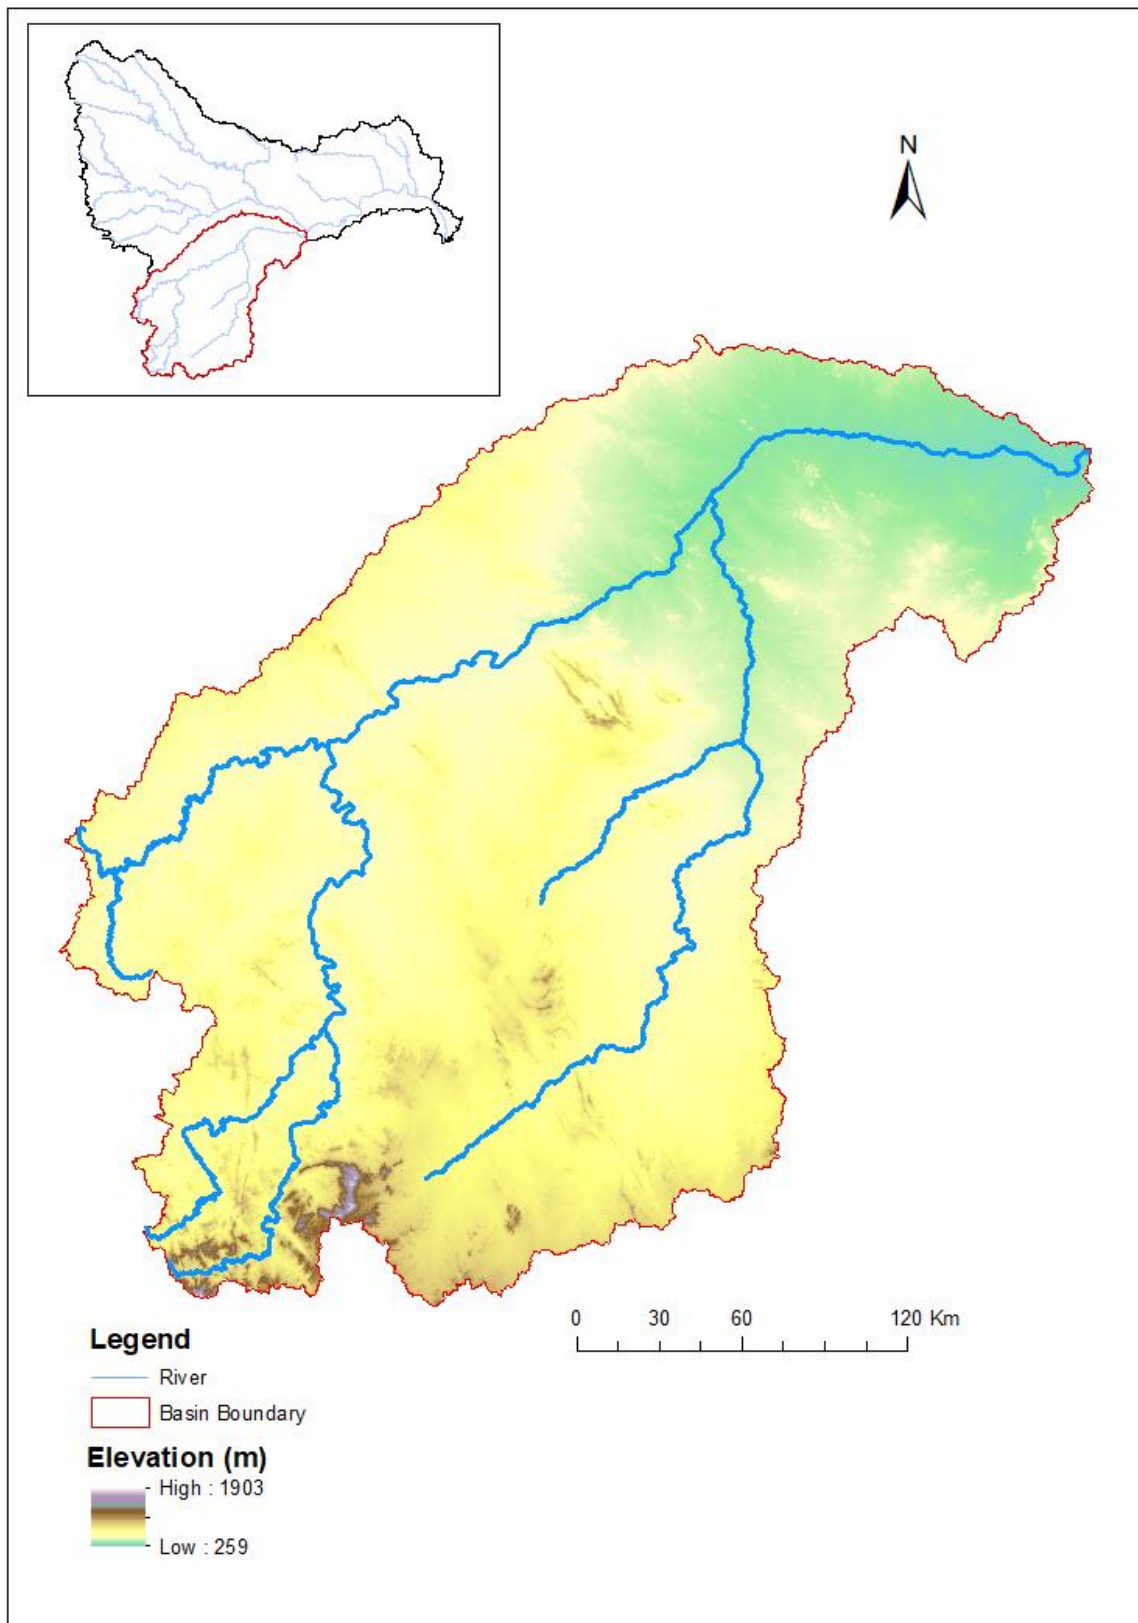 N
0 30 60 120 Km
Legend
River
Basin Boundary
Elevation (m)
High : 1903
Low : 259